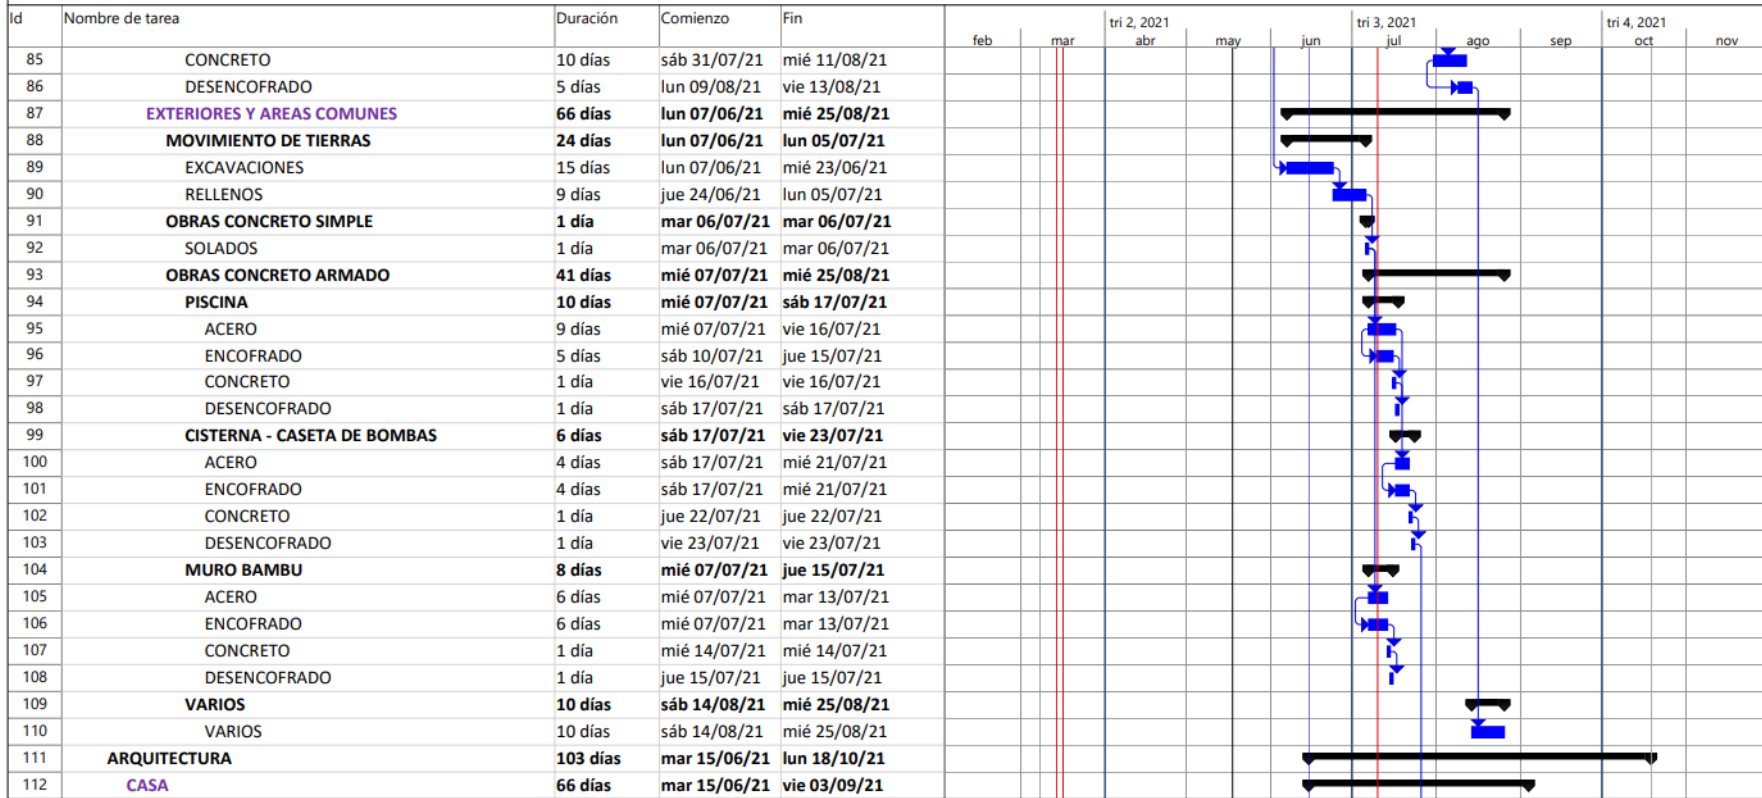 Id Nombre de tarea Duración Comienzo Fin tri 2, 2021 tri 3, 2021 tri 4, 2021
feb mar abr may jun jul ago sep oct nov
85 CONCRETO 10 días sáb 31/07/21 mié 11/08/21
86 DESENCOFRADO 5 días lun 09/08/21 vie 13/08/21
87 EXTERIORES Y AREAS COMUNES 66 días lun 07/06/21 mié 25/08/21
88 MOVIMIENTO DE TIERRAS 24 días lun 07/06/21 lun 05/07/21
89 EXCAVACIONES 15 días lun 07/06/21 mié 23/06/21
90 RELLENOS 9 días jue 24/06/21 lun 05/07/21
91 OBRAS CONCRETO SIMPLE 1 día mar 06/07/21 mar 06/07/21
92 SOLADOS 1 día mar 06/07/21 mar 06/07/21
93 OBRAS CONCRETO ARMADO 41 días mié 07/07/21 mié 25/08/21
94 PISCINA 10 días mié 07/07/21 sáb 17/07/21
95 ACERO 9 días mié 07/07/21 vie 16/07/21
96 ENCOFRADO 5 días sáb 10/07/21 jue 15/07/21
97 CONCRETO 1 día vie 16/07/21 vie 16/07/21
98 DESENCOFRADO 1 día sáb 17/07/21 sáb 17/07/21
99 CISTERNA - CASETA DE BOMBAS 6 días sáb 17/07/21 vie 23/07/21
100 ACERO 4 días sáb 17/07/21 mié 21/07/21
101 ENCOFRADO 4 días sáb 17/07/21 mié 21/07/21
102 CONCRETO 1 día jue 22/07/21 jue 22/07/21
103 DESENCOFRADO 1 día vie 23/07/21 vie 23/07/21
104 MURO BAMBU 8 días mié 07/07/21 jue 15/07/21
105 ACERO 6 días mié 07/07/21 mar 13/07/21
106 ENCOFRADO 6 días mié 07/07/21 mar 13/07/21
107 CONCRETO 1 día mié 14/07/21 mié 14/07/21
108 DESENCOFRADO 1 día jue 15/07/21 jue 15/07/21
109 VARIOS 10 días sáb 14/08/21 mié 25/08/21
110 VARIOS 10 días sáb 14/08/21 mié 25/08/21
111 ARQUITECTURA 103 días mar 15/06/21 lun 18/10/21
112 CASA 66 días mar 15/06/21 vie 03/09/21